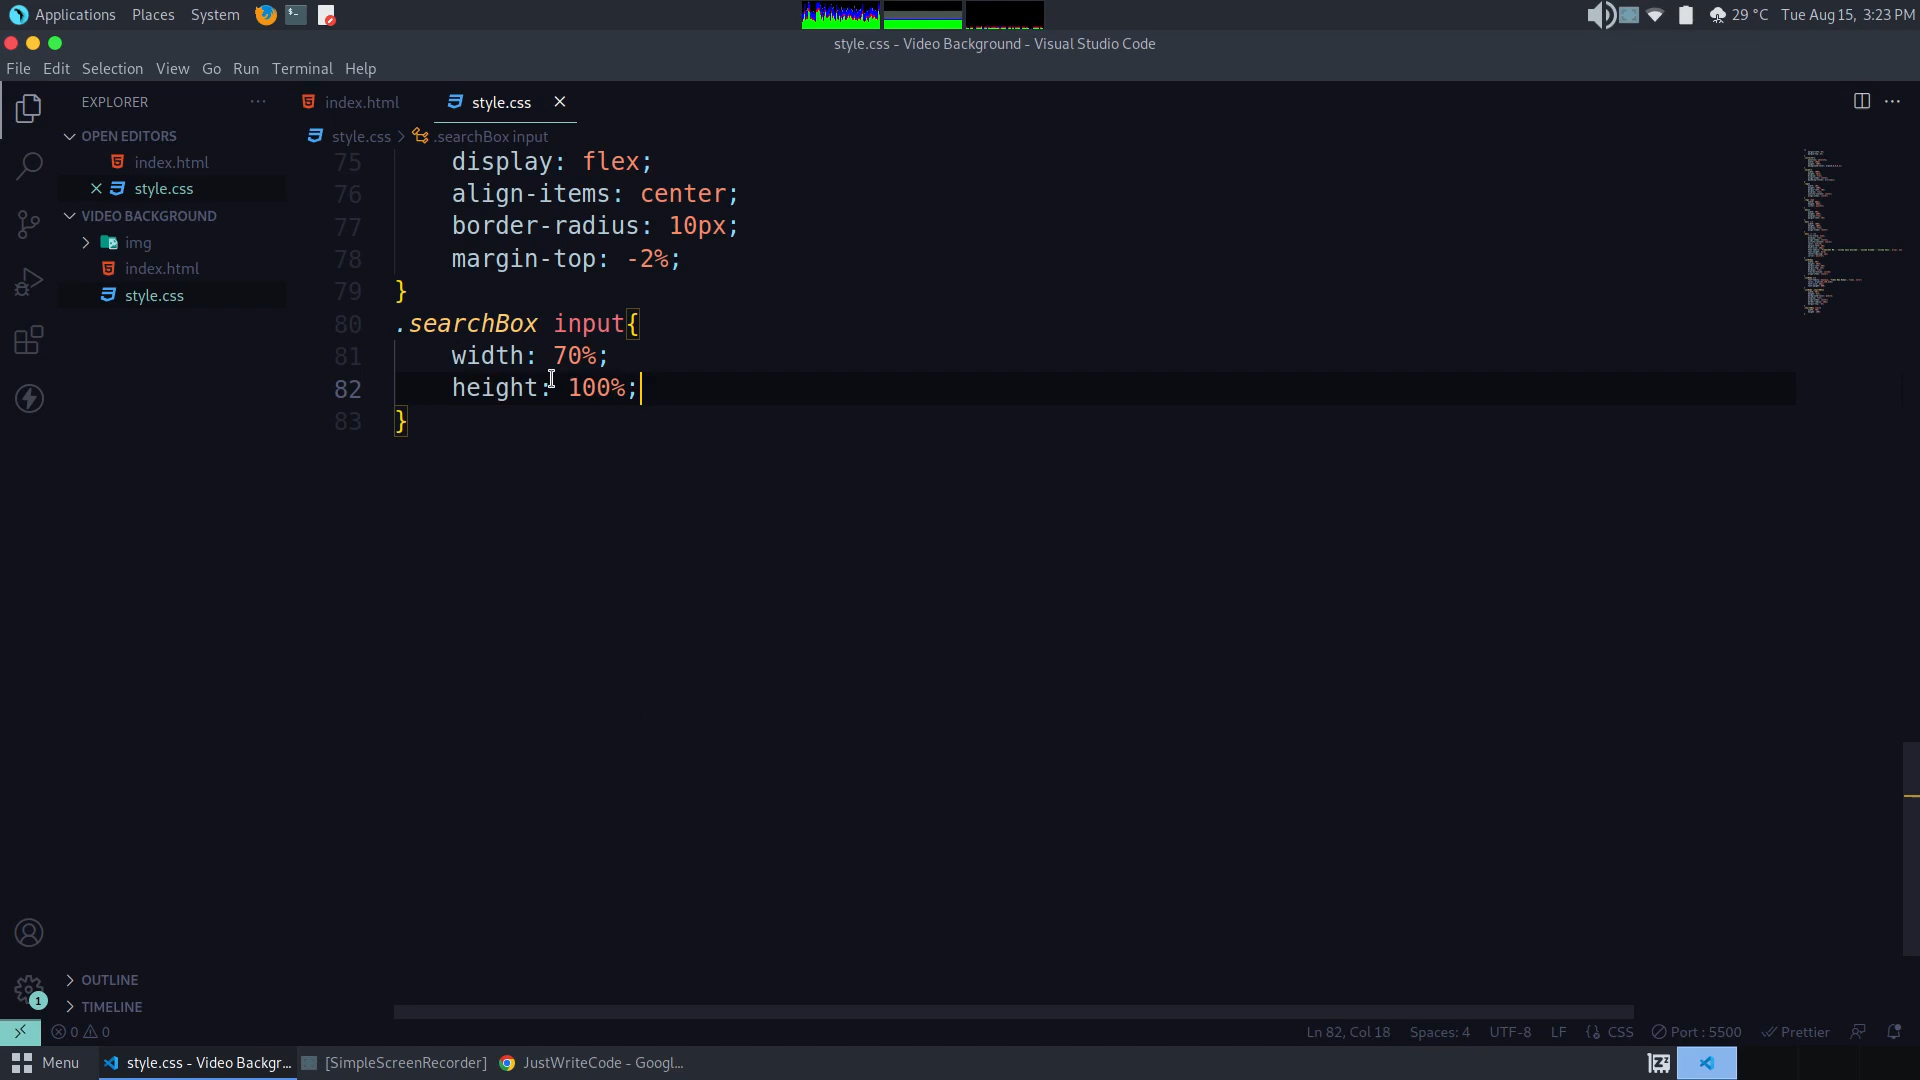 Applications Places System
29 °C Tue Aug 15, 3:23 PM
style.css - Video Background - Visual Studio Code
File Edit Selection View Go Run Terminal Help
EXPLORER
index.html
style.css
OPEN EDITORS
index.html
style.css
VIDEO BACKGROUND
img
index.html
style.css
style.css > .searchBox input
75 display: flex;
76 align-items: center;
77 border-radius: 10px;
78 margin-top: -2%;
79 }
80 .searchBox input{
81 width: 70%;
82 height: 100%;
83 }
1
OUTLINE
TIMELINE
0 0
Ln 82, Col 18 Spaces: 4 UTF-8 LF {} CSS Port : 5500 Prettier
Menu style.css - Video Backgr... [SimpleScreenRecorder] JustWriteCode - Googl...